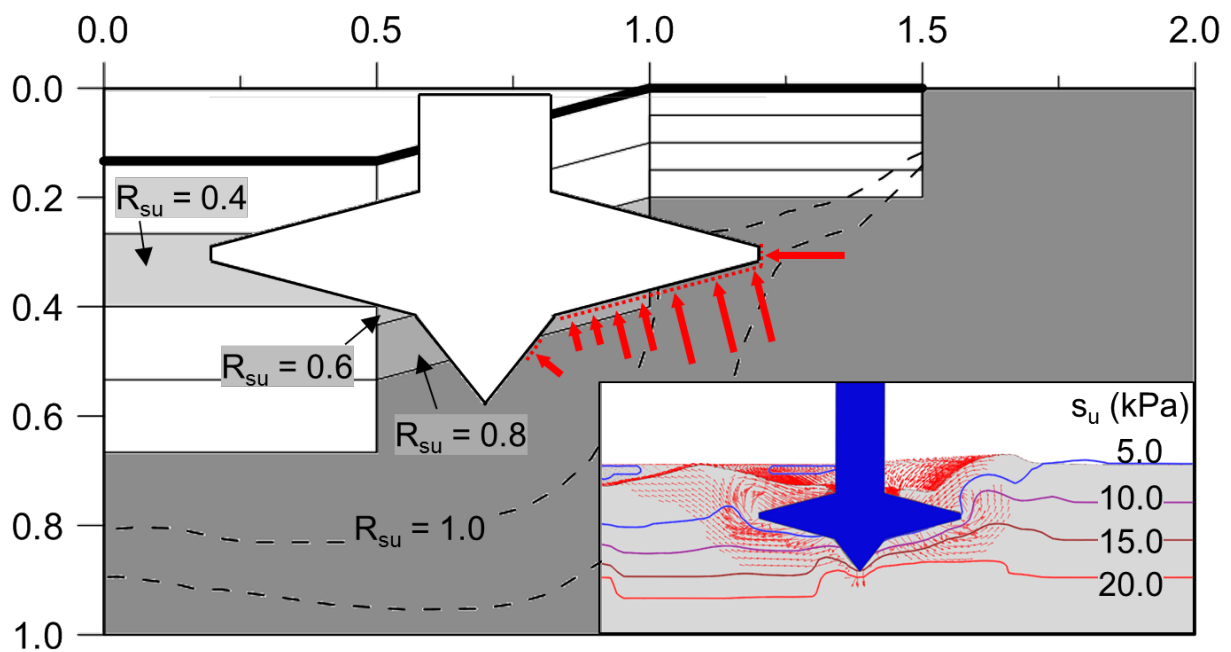 0.0 0.5 1.0 1.5 2.0
0.0
0.2
R_su = 0.4
0.4
R_su = 0.6
R_su = 0.8
s_u (kPa)
0.6
5.0
10.0
R_su = 1.0
0.8
15.0
20.0
1.0